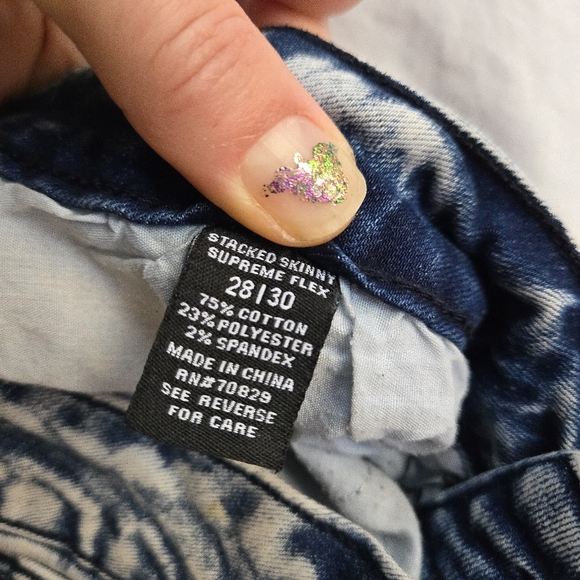 STACKED SKINNY
SUPREME FLEX
28|30
75% COTTON
23% POLYESTER
2% SPANDEX
MADE IN CHINA
RN#70829
SEE REVERSE
FOR CARE